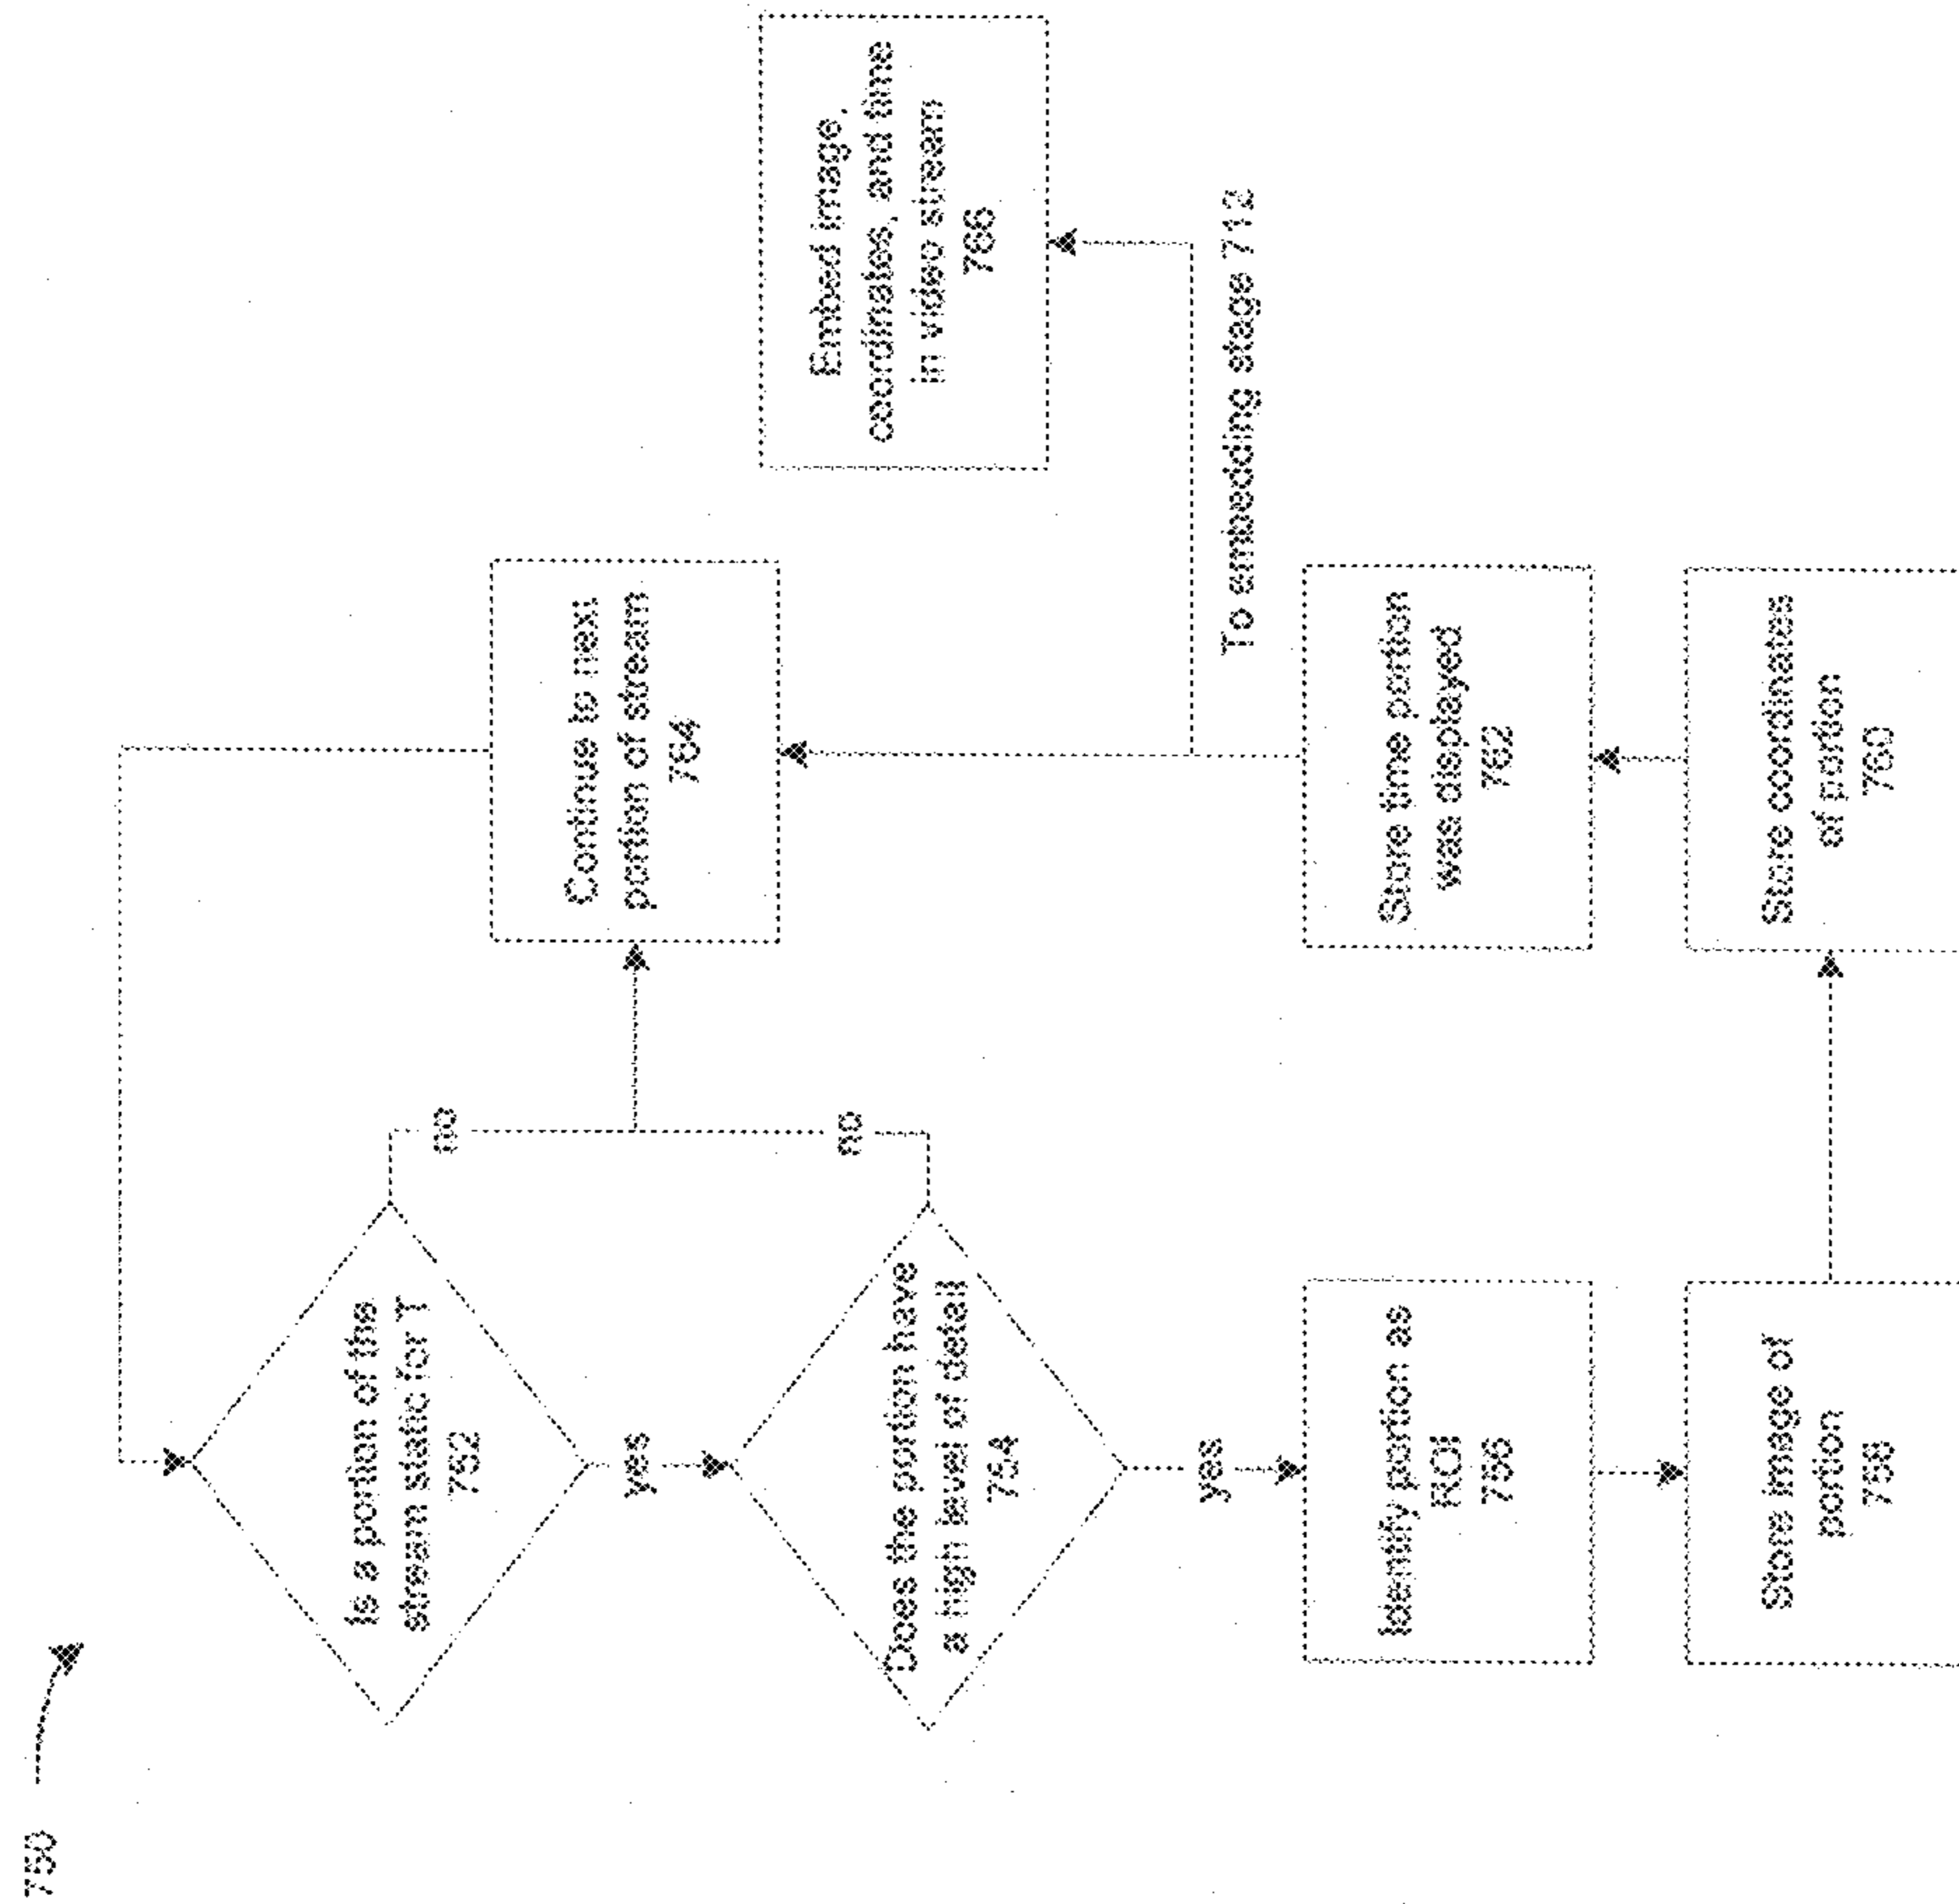 750
Is a portion of the
stream static for T
752
yes
no
Does the portion have
a high level of detail
754
no
yes
Identify portion as
ROI
756
Store image of
portion
758
Store coordinates
of portion
760
Store time portion
was displayed
762
Continue to next
portion of stream
764
To embedding stage 712
Embed image,
coordinates, and time
in video stream